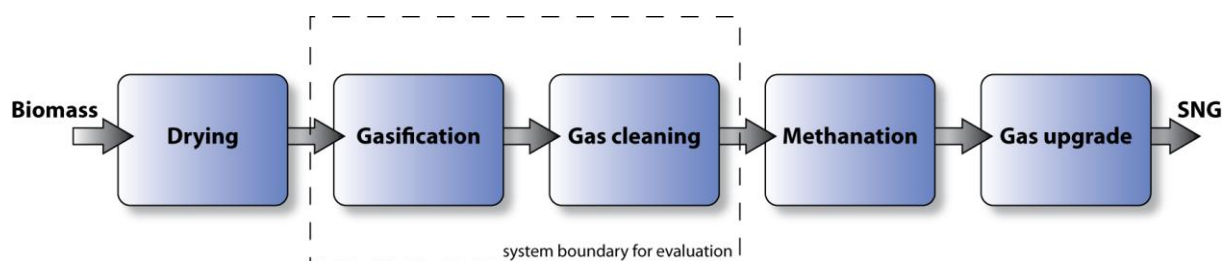 Biomass
Drying
Gasification
Gas cleaning
Methanation
Gas upgrade
SNG
system boundary for evaluation